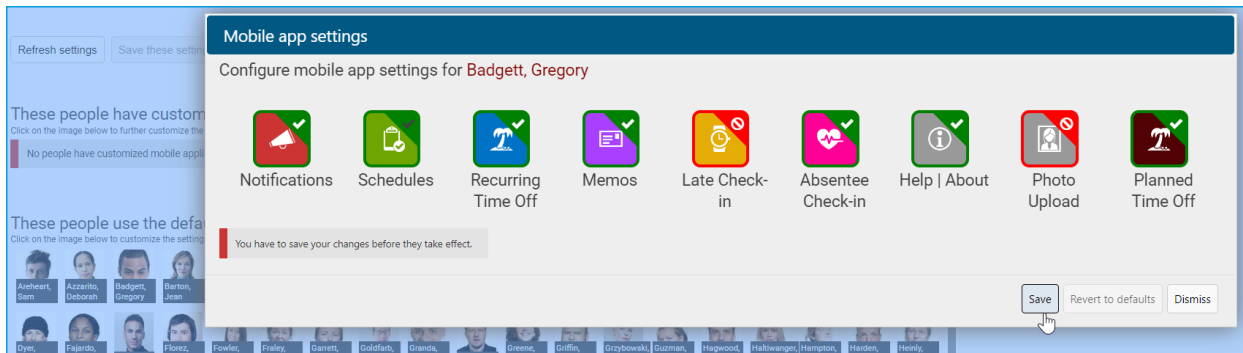 Mobile app settings
Refresh settings
Save these settin
Configure mobile app settings for Badgett, Gregory
These people have custom
Click on the image below to further customize the
No people have customized mobile appli
Notifications
Schedules
Recurring
Time Off
Memos
Late Check-
in
Absentee
Check-in
Help | About
Photo
Upload
Planned
Time Off
These people use the defa
Click on the image below to customize the setting
You have to save your changes before they take effect.
Areheart,
Sam
Azzarito,
Deborah
Badgett,
Gregory
Barton,
Jean
Save
Revert to defaults
Dismiss
Dyer,
Fajardo,
Florez,
Fowler,
Fraley,
Garrett,
Goldfarb,
Granda,
Greene,
Griffin,
Grzybowski,
Guzman,
Hagwood,
Haltiwanger,
Hampton,
Harden,
Heinly,